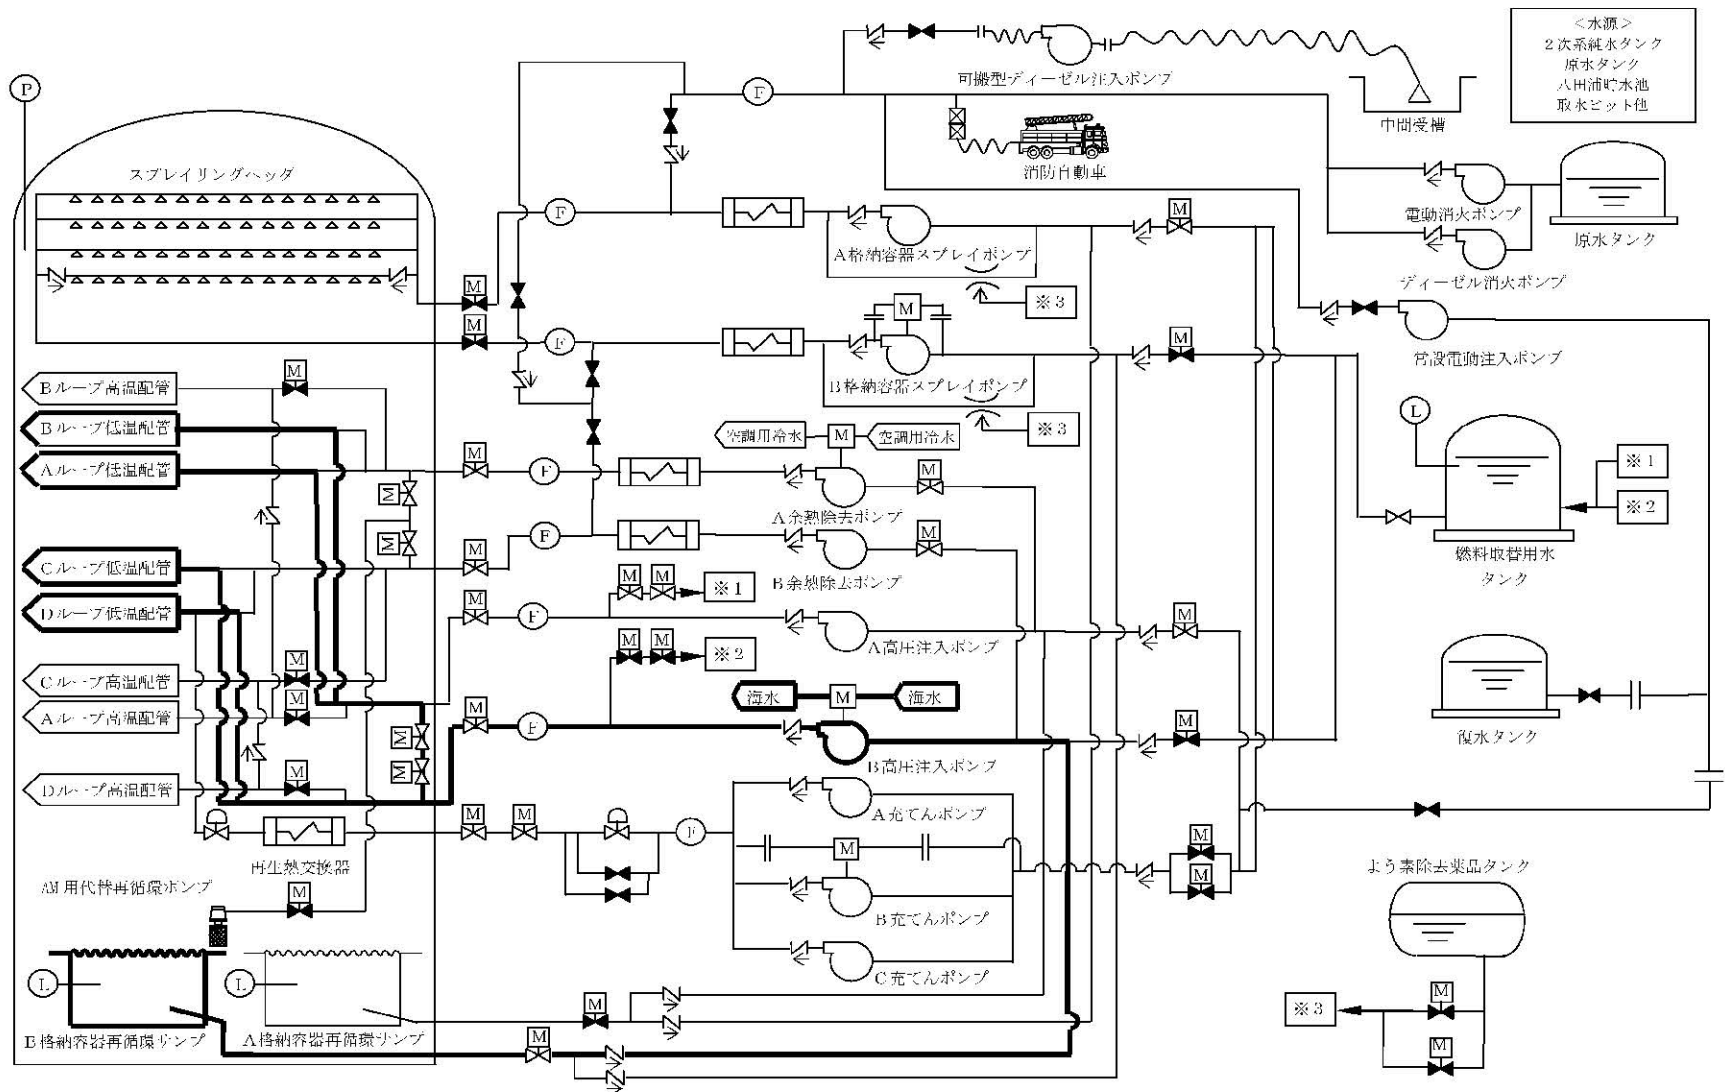 <水源>
2次系純水タンク
原水タンク
八田浦貯水池
取水ピット他
P
可搬型ディーゼル注入ポンプ
中間受槽
F
消防自動車
スプレイリングヘッダ
M
F
A格納容器スプレイポンプ
※3
M
電動消火ポンプ
原水タンク
ディーゼル消火ポンプ
M
M
F
M
B格納容器スプレイポンプ
※3
M
常設電動注入ポンプ
Bループ高温配管
M
Bループ低温配管
空調用冷水
M
空調用冷水
L
Aループ低温配管
M
F
M
※1
M
A余熱除去ポンプ
※2
燃料取替用水
タンク
M
M
F
M
B余熱除去ポンプ
Cループ低温配管
M
M
※1
Dループ低温配管
M
F
A高圧注入ポンプ
M
M
M
※2
Cループ高温配管
M
海水
M
海水
Aループ高温配管
M
M
F
M
B高圧注入ポンプ
M
M
復水タンク
Dループ高温配管
M
A充てんポンプ
M
M
F
再生熱交換器
M
B充てんポンプ
M
M
よう素除去薬品タンク
AM用代替再循環ポンプ
M
C充てんポンプ
L
L
M
B格納容器再循環サンプ
A格納容器再循環サンプ
M
※3
M
M